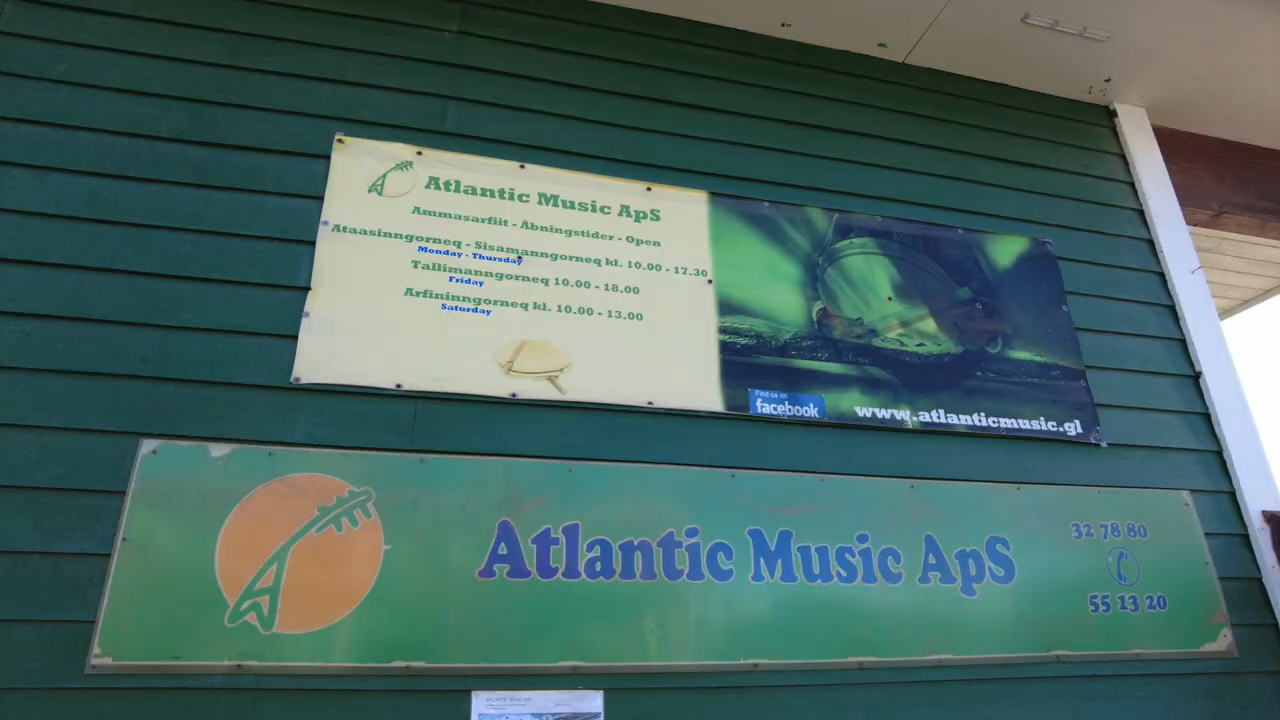 Atlantic Music ApS
Ammasarfiit - Åbningstider - Open
Ataasinngorneq - Sisamanngorneq kl. 10.00 - 17.30
Monday - Thursday
Tallimanngorneq 10.00 - 18.00
Friday
Arfininngorneq kl. 10.00 - 13.00
Saturday
Find us on
facebook
www.atlanticmusic.gl
Atlantic Music ApS
32 78 80
55 13 20